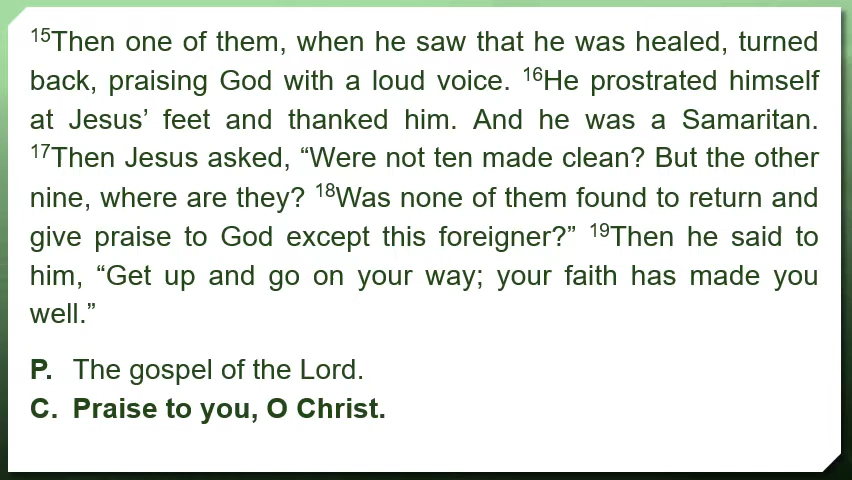 ¹⁵Then one of them, when he saw that he was healed, turned
back, praising God with a loud voice. ¹⁶He prostrated himself
at Jesus’ feet and thanked him. And he was a Samaritan.
¹⁷Then Jesus asked, “Were not ten made clean? But the other
nine, where are they? ¹⁸Was none of them found to return and
give praise to God except this foreigner?” ¹⁹Then he said to
him, “Get up and go on your way; your faith has made you
well.”
P. The gospel of the Lord.
C. Praise to you, O Christ.